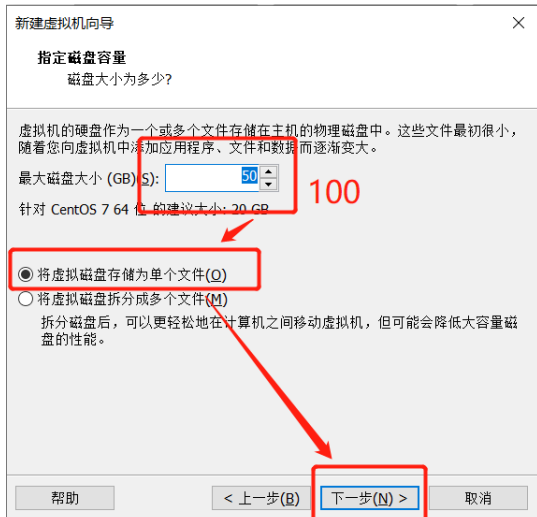 新建虚拟机向导
指定磁盘容量
磁盘大小为多少?
虚拟机的硬盘作为一个或多个文件存储在主机的物理磁盘中。这些文件最初很小，
随着您向虚拟机中添加应用程序、文件和数据而逐渐变大。
最大磁盘大小 (GB)(S): 50
100
针对 CentOS 7 64 位 的建议大小: 20 GB
将虚拟磁盘存储为单个文件(O)
将虚拟磁盘拆分成多个文件(M)
拆分磁盘后，可以更轻松地在计算机之间移动虚拟机，但可能会降低大容量磁
盘的性能。
帮助 < 上一步(B) 下一步(N) > 取消